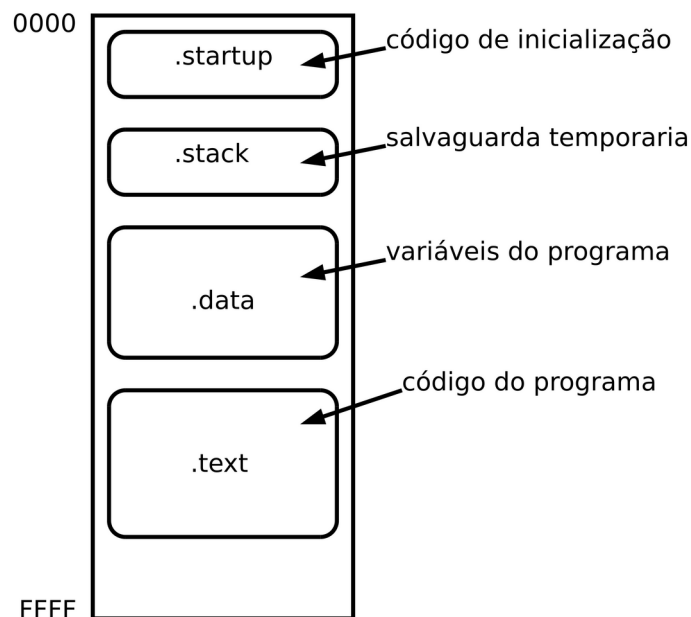 0000
.startup
código de inicialização
.stack
salvaguarda temporaria
variáveis do programa
.data
código do programa
.text
FFFF